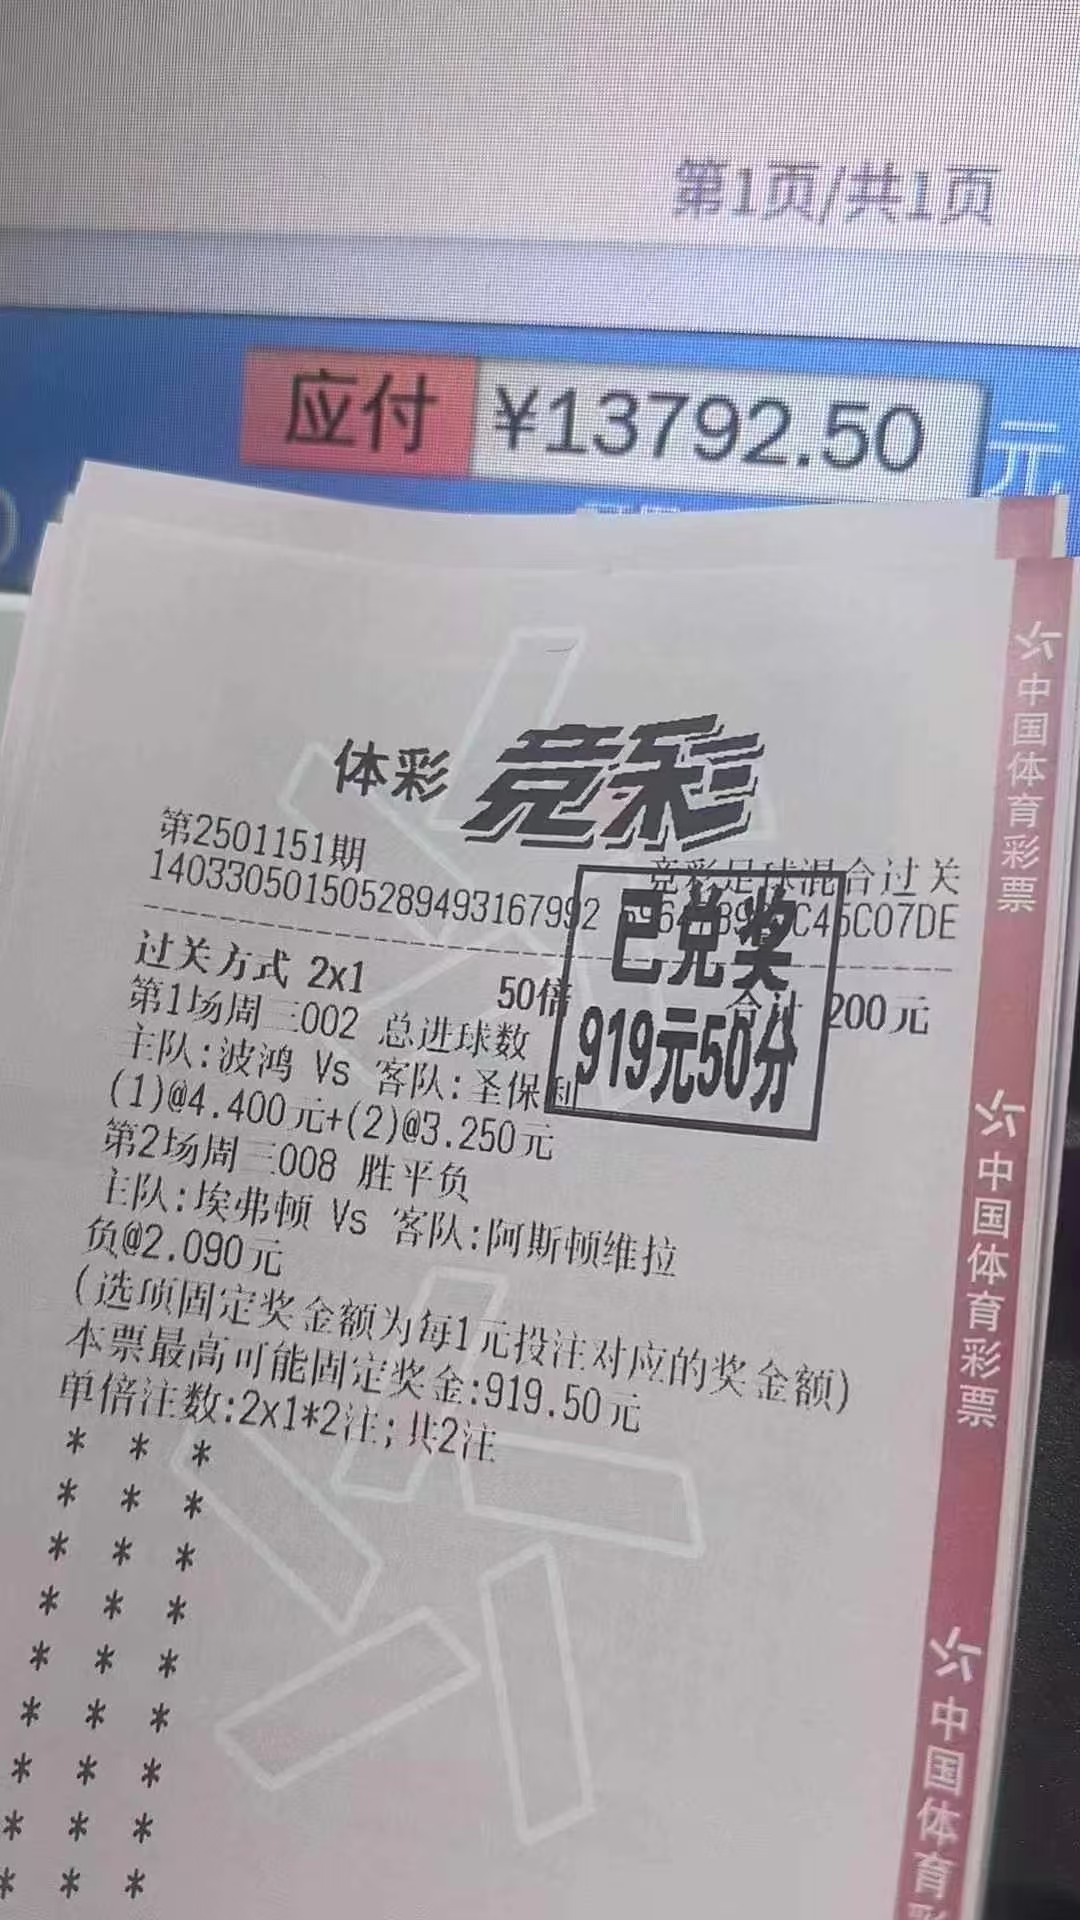 第1页/共1页
应付 ¥13792.50 元
体彩 竞彩
第2501151期 竞彩足球混合过关
140330501505289493167992 C45C07DE
已兑奖
919元50分
过关方式 2x1 50倍 合计 200元
第1场周三002 总进球数
主队:波鸿 Vs 客队:圣保利
(1)@4.400元+(2)@3.250元
第2场周三008 胜平负
主队:埃弗顿 Vs 客队:阿斯顿维拉
负@2.090元
(选项固定奖金额为每1元投注对应的奖金额)
本票最高可能固定奖金:919.50元
单倍注数:2x1*2注;共2注
* * *
* * *
* * *
* * *
* * *
* * *
* * *
* * *
* * *
中国体育彩票
中国体育彩票
中国体育彩